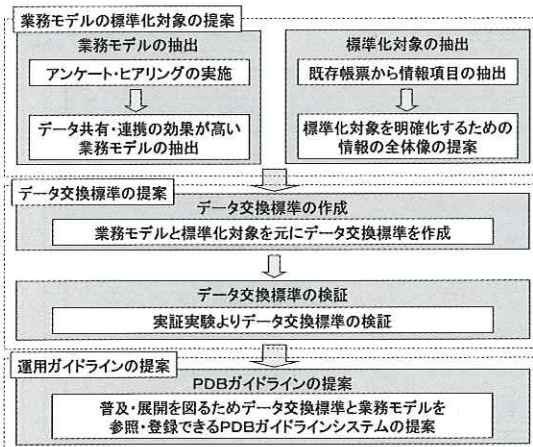 業務モデルの標準化対象の提案
業務モデルの抽出
アンケート・ヒアリングの実施
データ共有・連携の効果が高い
業務モデルの抽出
標準化対象の抽出
既存帳票から情報項目の抽出
標準化対象を明確化するための
情報の全体像の提案
データ交換標準の提案
データ交換標準の作成
業務モデルと標準化対象を元にデータ交換標準を作成
データ交換標準の検証
実証実験よりデータ交換標準の検証
運用ガイドラインの提案
PDBガイドラインの提案
普及・展開を図るためデータ交換標準と業務モデルを
参照・登録できるPDBガイドラインシステムの提案